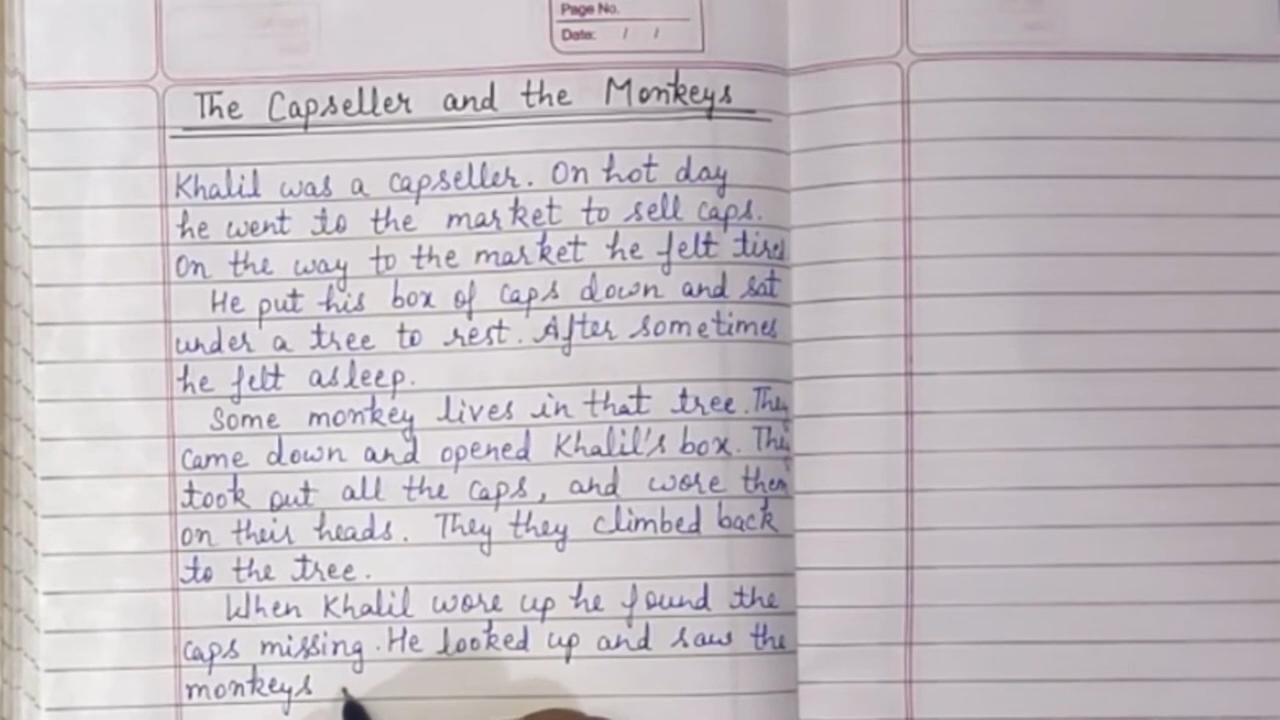 Page No.
Date: / /
The Capseller and the Monkeys
Khalil was a capseller. On hot day
he went to the market to sell caps.
On the way to the market he felt tired
He put his box of caps down and sat
under a tree to rest. After sometimes
he felt asleep.
Some monkey lives in that tree. They
came down and opened Khalil's box. They
took out all the caps, and wore them
on their heads. They they climbed back
to the tree.
When Khalil wore up he found the
caps missing. He looked up and saw the
monkeys